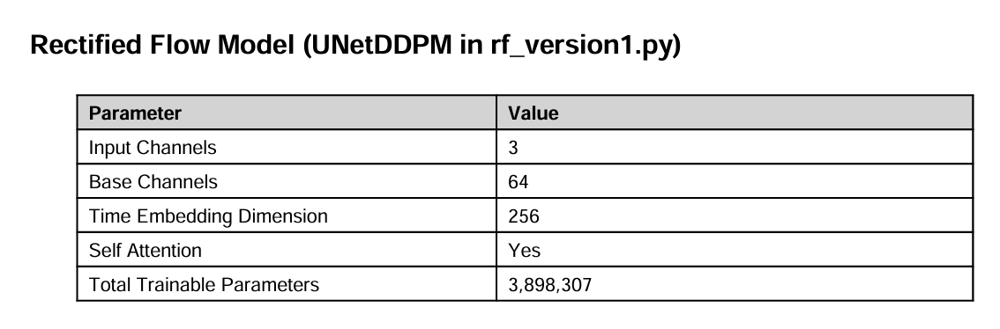 Rectified Flow Model (UNetDDPM in rf_version1.py)
Parameter Value
Input Channels 3
Base Channels 64
Time Embedding Dimension 256
Self Attention Yes
Total Trainable Parameters 3,898,307